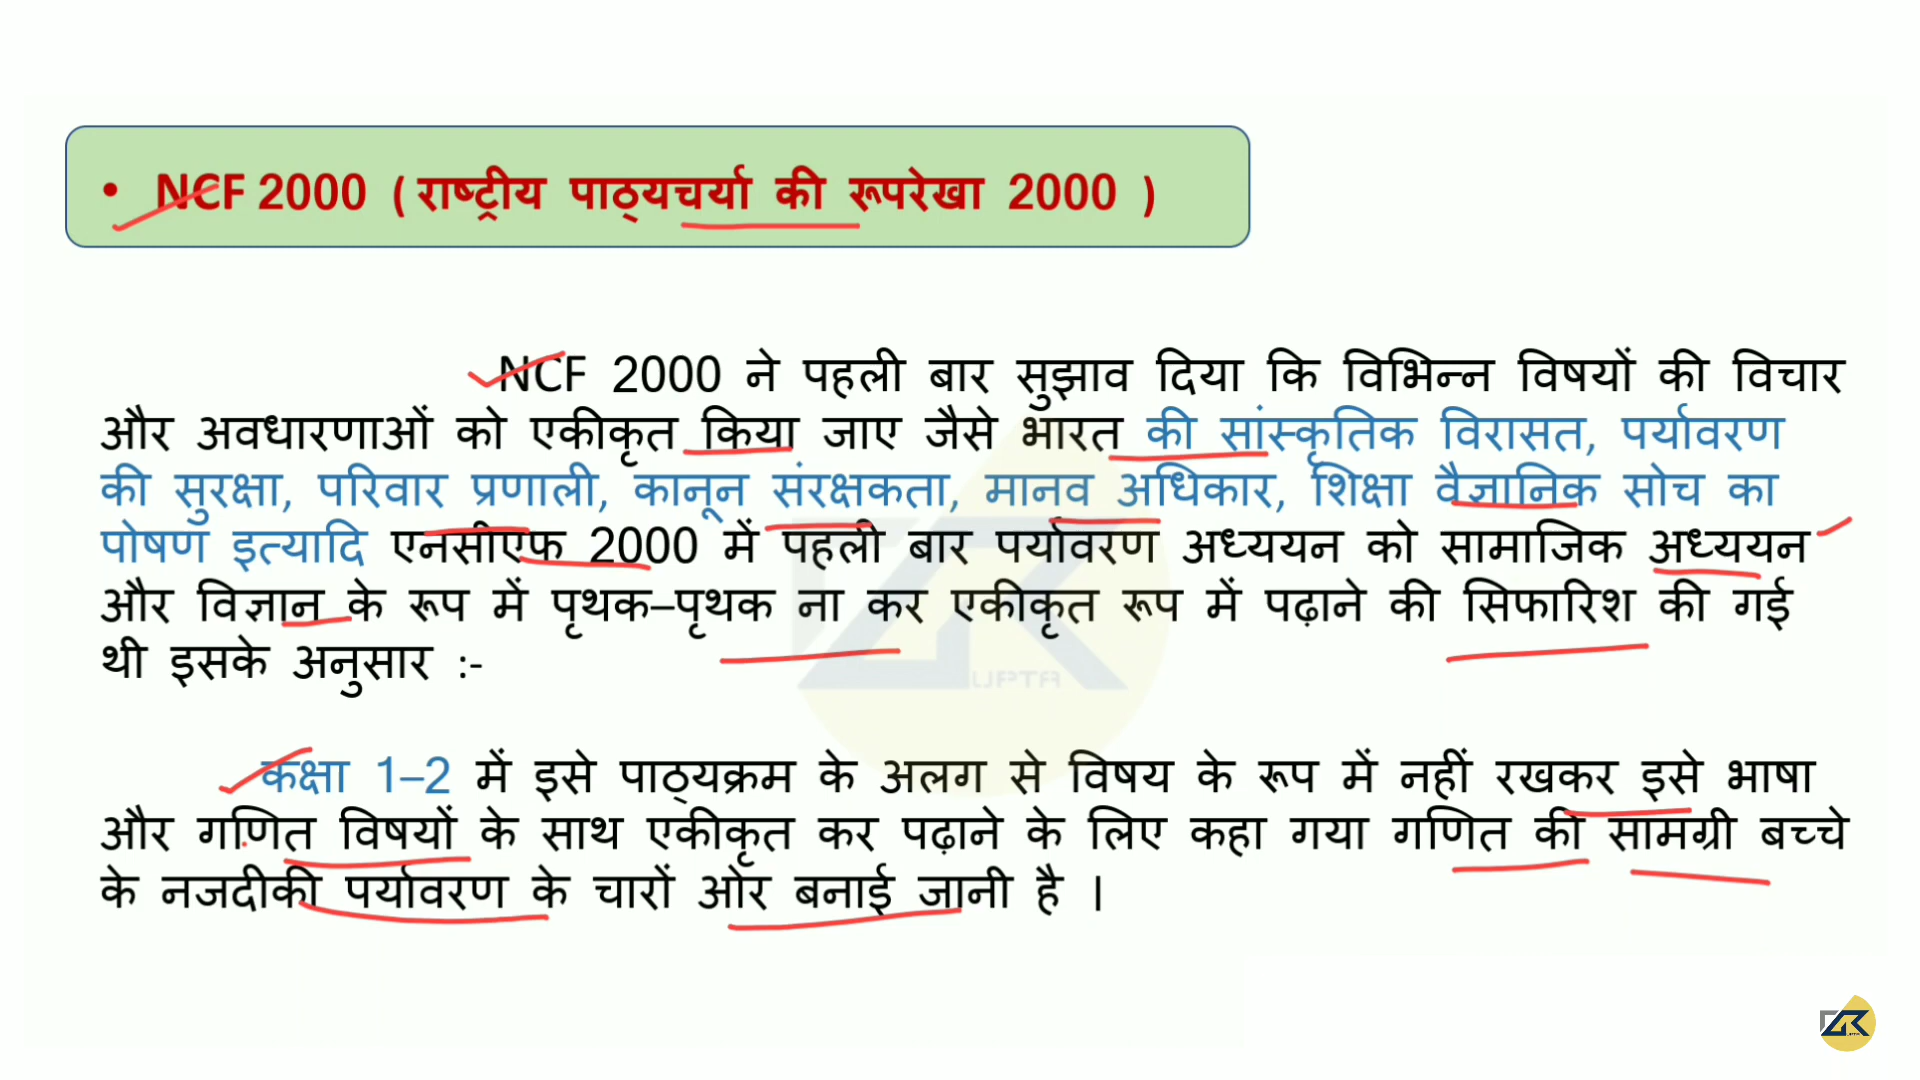 • NCF 2000 ( राष्ट्रीय पाठ्यचर्या की रूपरेखा 2000 )
NCF 2000 ने पहली बार सुझाव दिया कि विभिन्न विषयों की विचार
और अवधारणाओं को एकीकृत किया जाए जैसे भारत की सांस्कृतिक विरासत, पर्यावरण
की सुरक्षा, परिवार प्रणाली, कानून संरक्षकता, मानव अधिकार, शिक्षा वैज्ञानिक सोच का
पोषण इत्यादि एनसीएफ 2000 में पहली बार पर्यावरण अध्ययन को सामाजिक अध्ययन
और विज्ञान के रूप में पृथक–पृथक ना कर एकीकृत रूप में पढ़ाने की सिफारिश की गई
थी इसके अनुसार :-
कक्षा 1–2 में इसे पाठ्यक्रम के अलग से विषय के रूप में नहीं रखकर इसे भाषा
और गणित विषयों के साथ एकीकृत कर पढ़ाने के लिए कहा गया गणित की सामग्री बच्चे
के नजदीकी पर्यावरण के चारों ओर बनाई जानी है ।